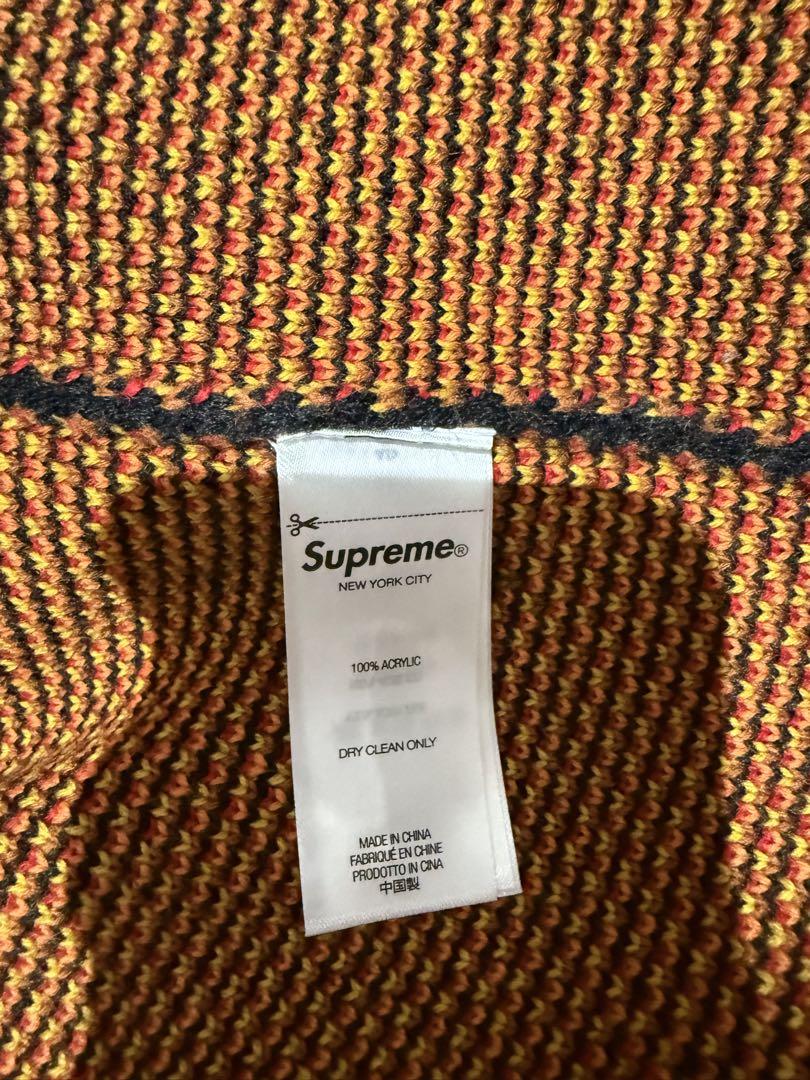 Supreme®
NEW YORK CITY
100% ACRYLIC
DRY CLEAN ONLY
MADE IN CHINA
FABRIQUÉ EN CHINE
PRODOTTO IN CINA
中国製